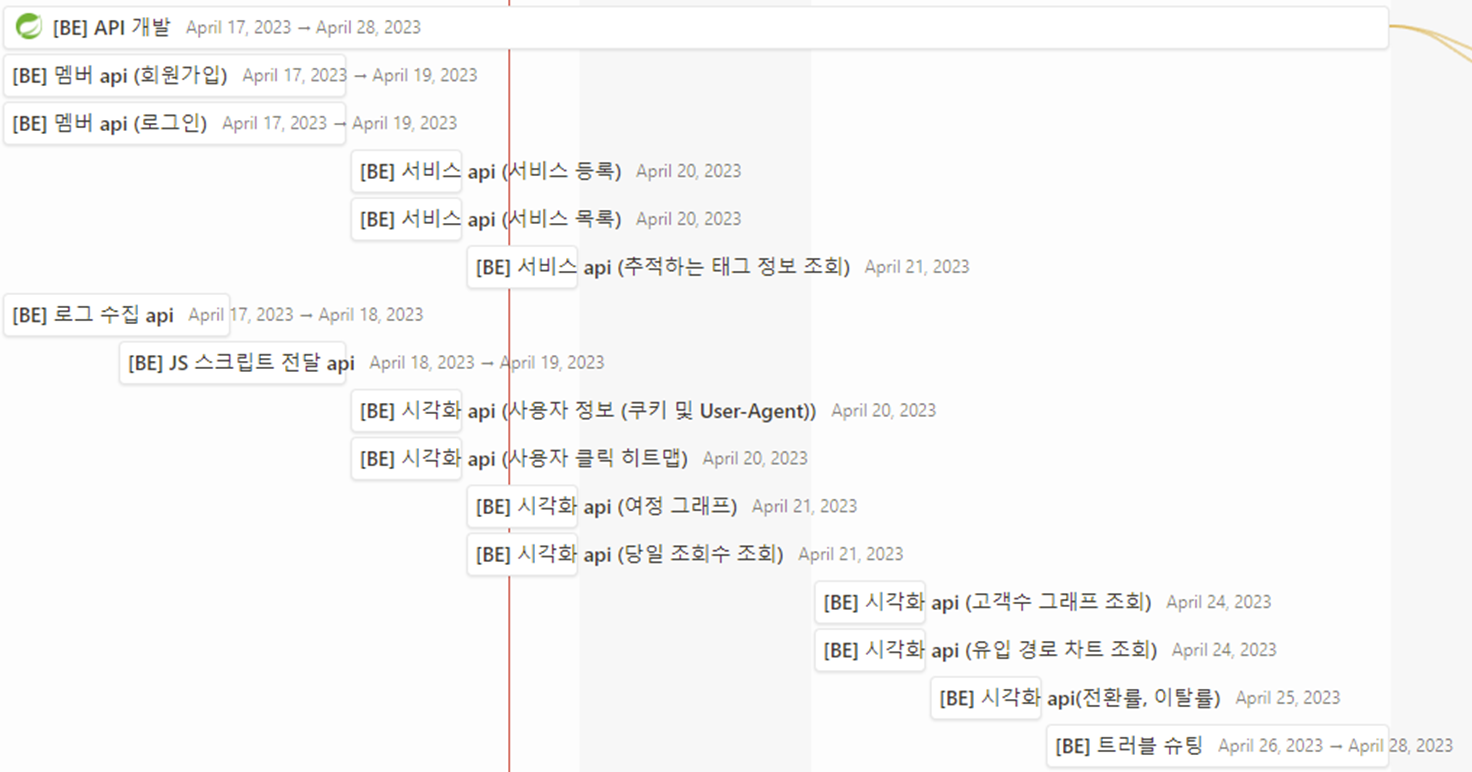 [BE] API 개발 April 17, 2023 → April 28, 2023
[BE] 멤버 api (회원가입) April 17, 2023 → April 19, 2023
[BE] 멤버 api (로그인) April 17, 2023 → April 19, 2023
[BE] 서비스 api (서비스 등록) April 20, 2023
[BE] 서비스 api (서비스 목록) April 20, 2023
[BE] 서비스 api (추적하는 태그 정보 조회) April 21, 2023
[BE] 로그 수집 api April 17, 2023 → April 18, 2023
[BE] JS 스크립트 전달 api April 18, 2023 → April 19, 2023
[BE] 시각화 api (사용자 정보 (쿠키 및 User-Agent)) April 20, 2023
[BE] 시각화 api (사용자 클릭 히트맵) April 20, 2023
[BE] 시각화 api (여정 그래프) April 21, 2023
[BE] 시각화 api (당일 조회수 조회) April 21, 2023
[BE] 시각화 api (고객수 그래프 조회) April 24, 2023
[BE] 시각화 api (유입 경로 차트 조회) April 24, 2023
[BE] 시각화 api(전환률, 이탈률) April 25, 2023
[BE] 트러블 슈팅 April 26, 2023 → April 28, 2023